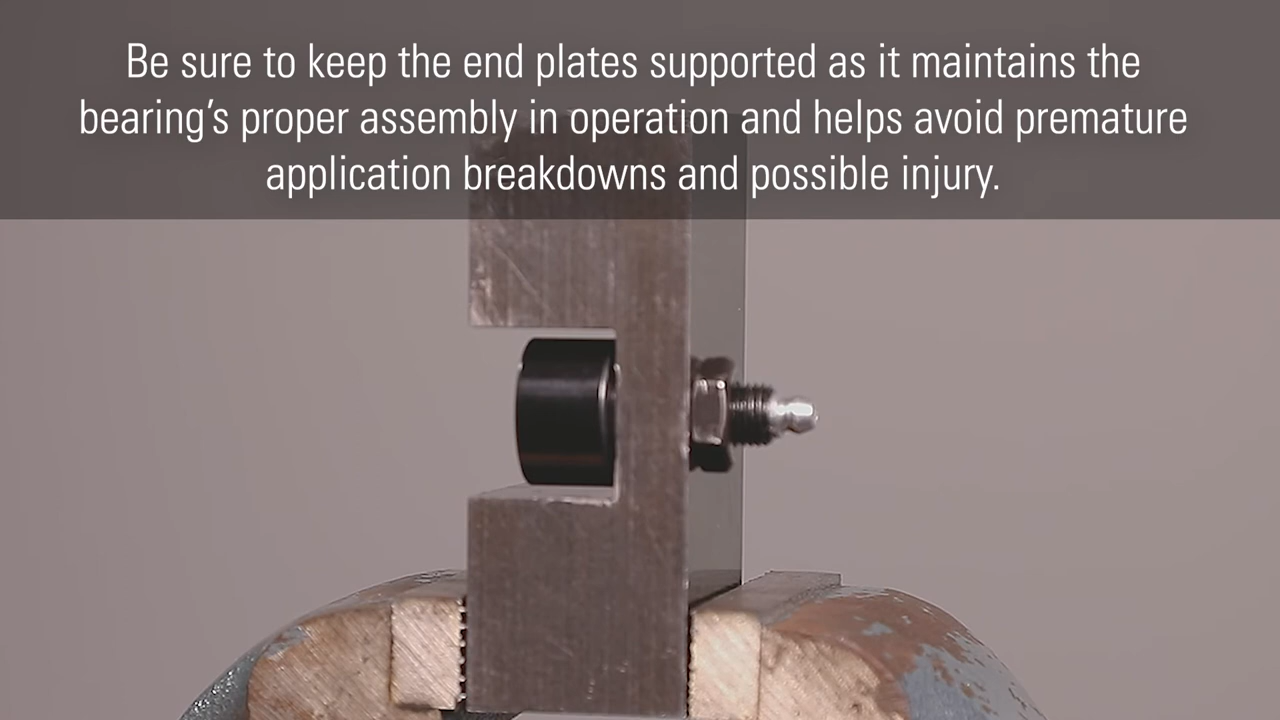 Be sure to keep the end plates supported as it maintains the
bearing’s proper assembly in operation and helps avoid premature
application breakdowns and possible injury.